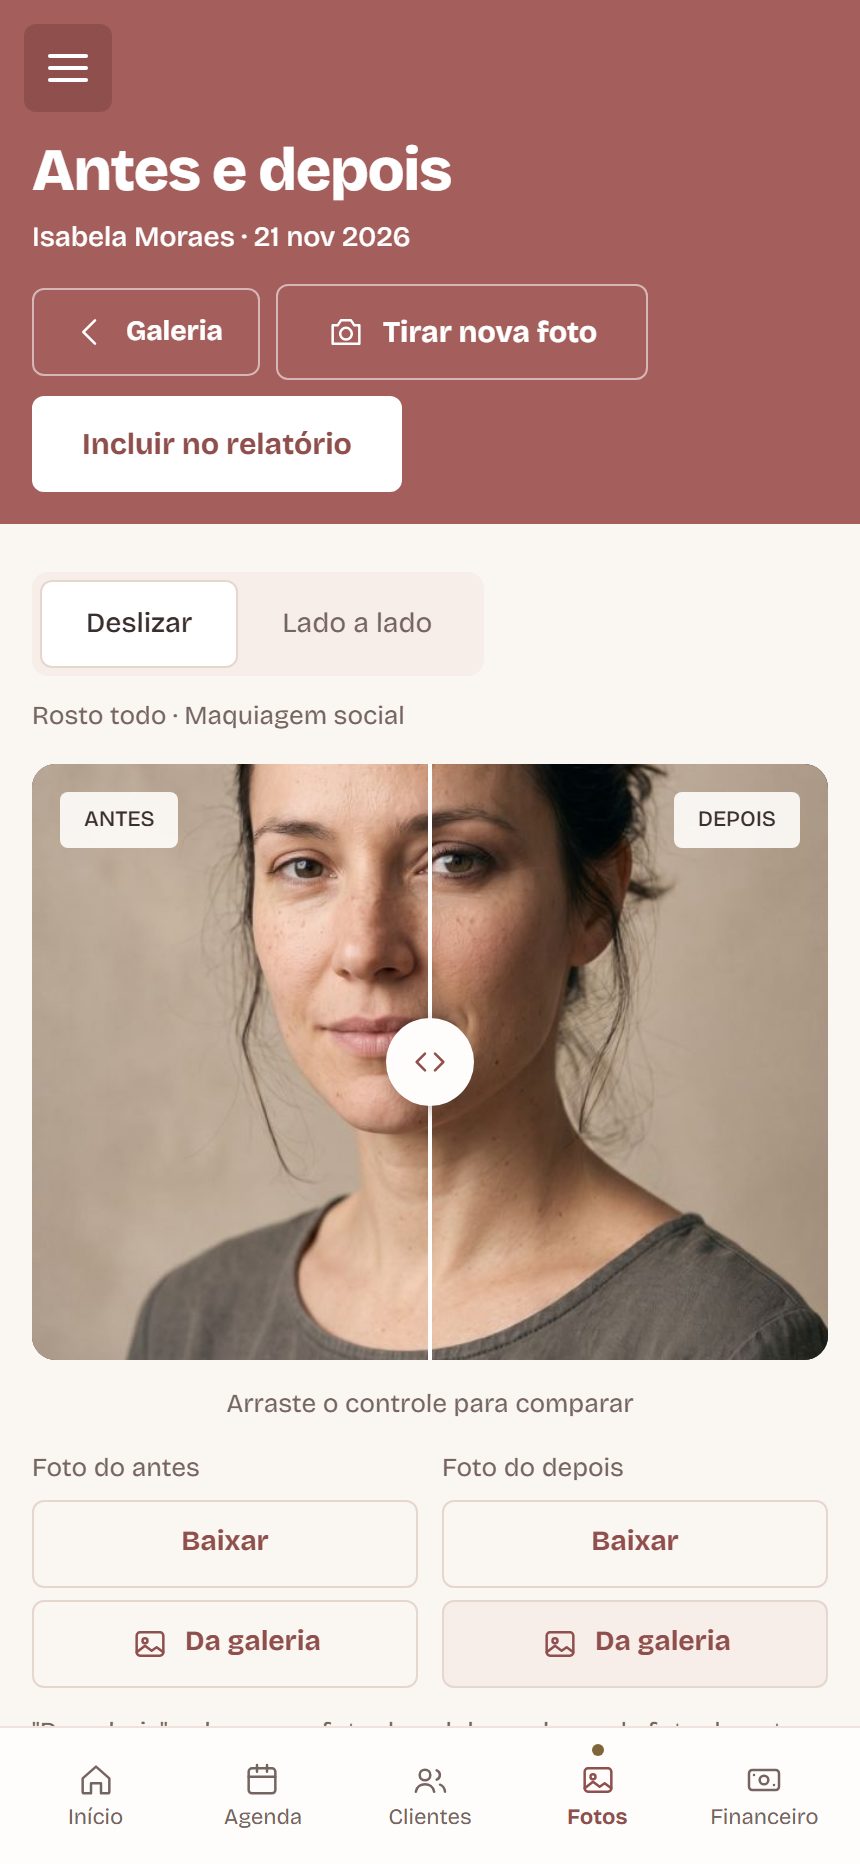 Antes e depois
Isabela Moraes · 21 nov 2026
Galeria
Tirar nova foto
Incluir no relatório
Deslizar
Lado a lado
Rosto todo · Maquiagem social
ANTES
DEPOIS
Arraste o controle para comparar
Foto do antes
Foto do depois
Baixar
Baixar
Da galeria
Da galeria
Início
Agenda
Clientes
Fotos
Financeiro